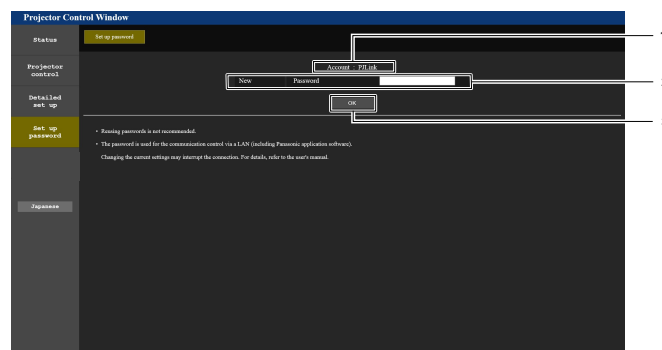 Projector Control Window
Status
Set up password
Projector
control
Account : PJLink
New Password
Detailed
set up
OK
Set up
password
• Reusing passwords is not recommended.
• The password is used for the communication control via a LAN (including Panasonic application software).
Changing the current settings may interrupt the connection. For details, refer to the user's manual.
Japanese